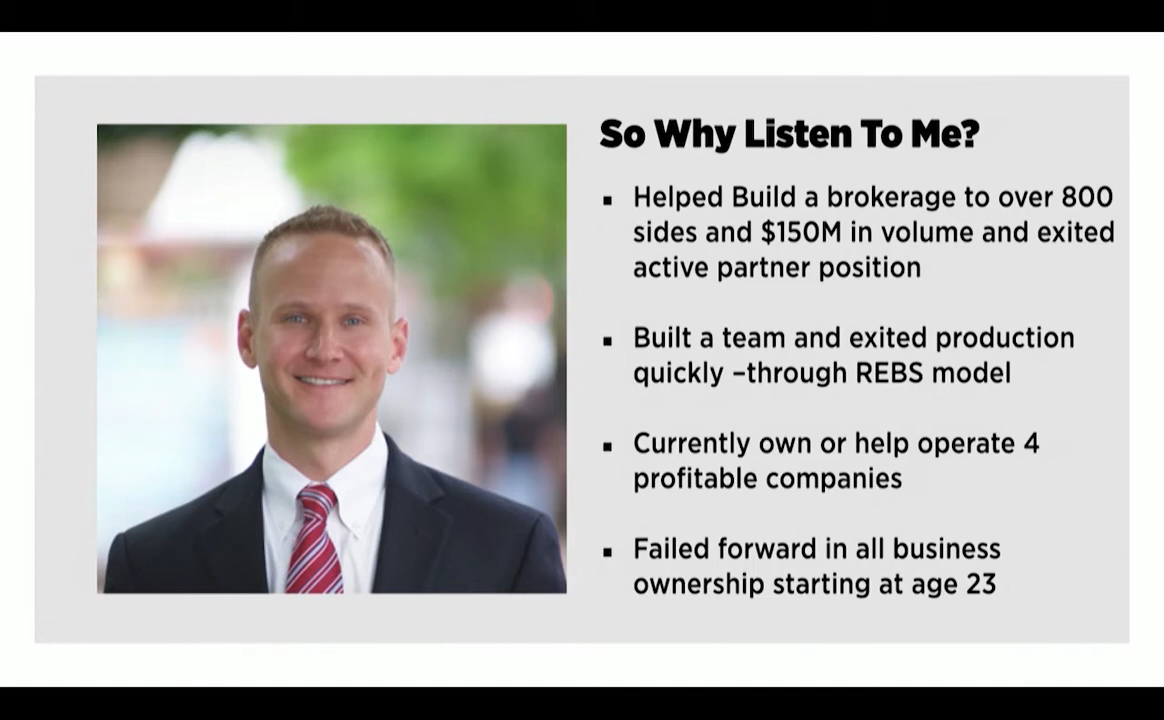 So Why Listen To Me?
▪ Helped Build a brokerage to over 800
sides and $150M in volume and exited
active partner position
▪ Built a team and exited production
quickly –through REBS model
▪ Currently own or help operate 4
profitable companies
▪ Failed forward in all business
ownership starting at age 23